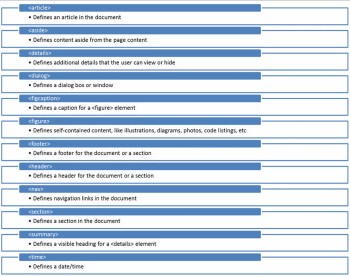 <article>
• Defines an article in the document
<aside>
• Defines content aside from the page content
<details>
• Defines additional details that the user can view or hide
<dialog>
• Defines a dialog box or window
<figcaption>
• Defines a caption for a <figure> element
<figure>
• Defines self-contained content, like illustrations, diagrams, photos, code listings, etc
<footer>
• Defines a footer for the document or a section
<header>
• Defines a header for the document or a section
<nav>
• Defines navigation links in the document
<section>
• Defines a section in the document
<summary>
• Defines a visible heading for a <details> element
<time>
• Defines a date/time